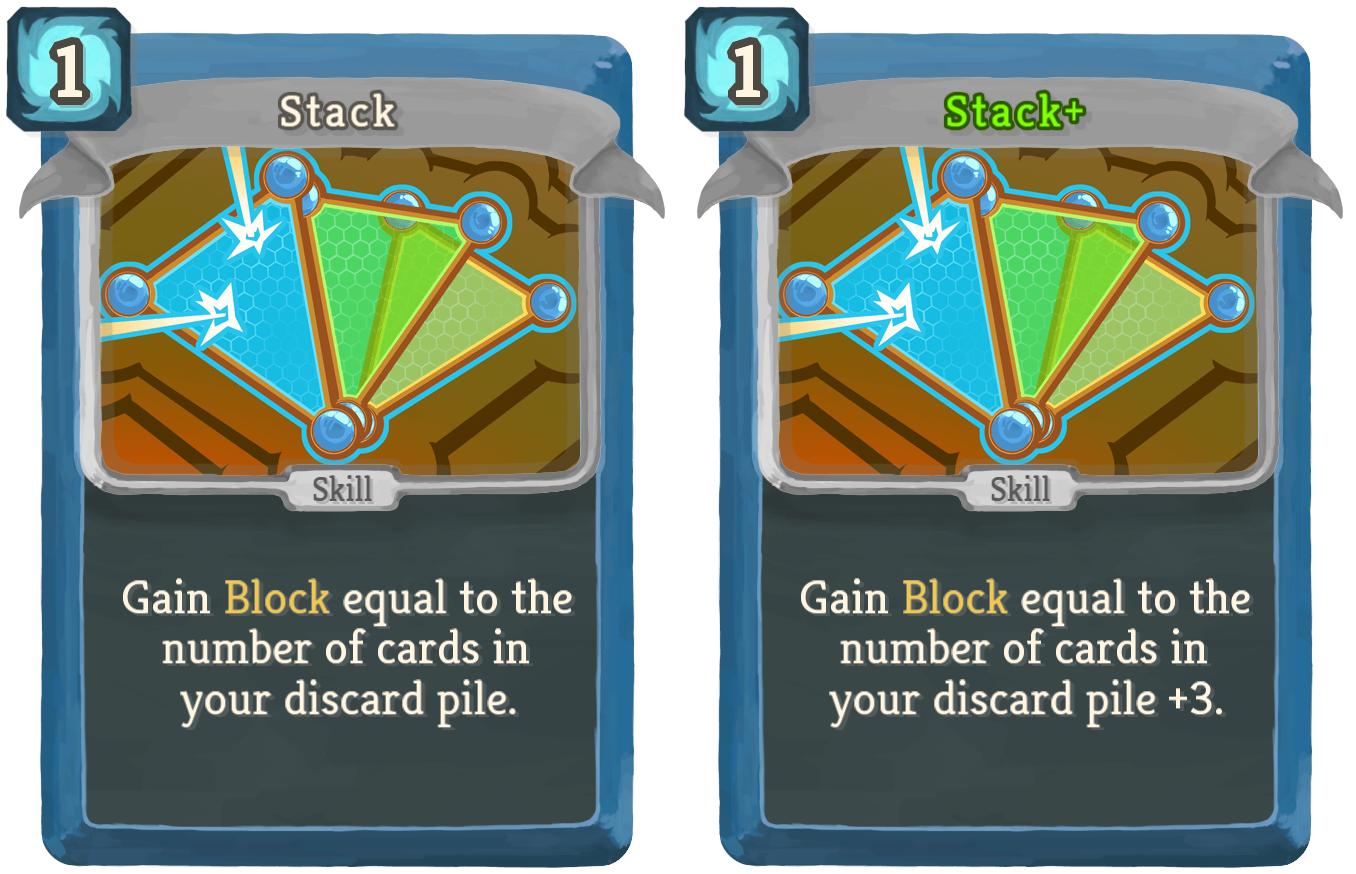 1
Stack
Skill
Gain Block equal to the
number of cards in
your discard pile.
1
Stack+
Skill
Gain Block equal to the
number of cards in
your discard pile +3.